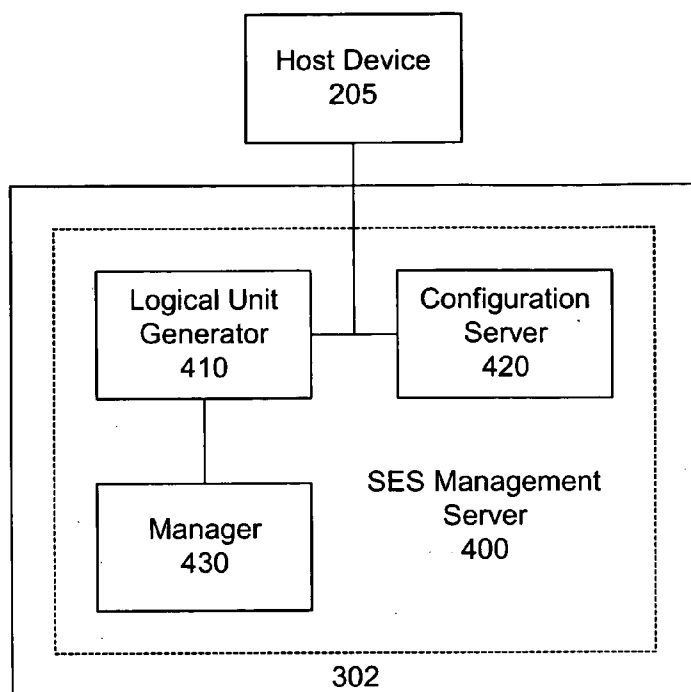 Host Device
205
Logical Unit
Generator
410
Configuration
Server
420
Manager
430
SES Management
Server
400
302